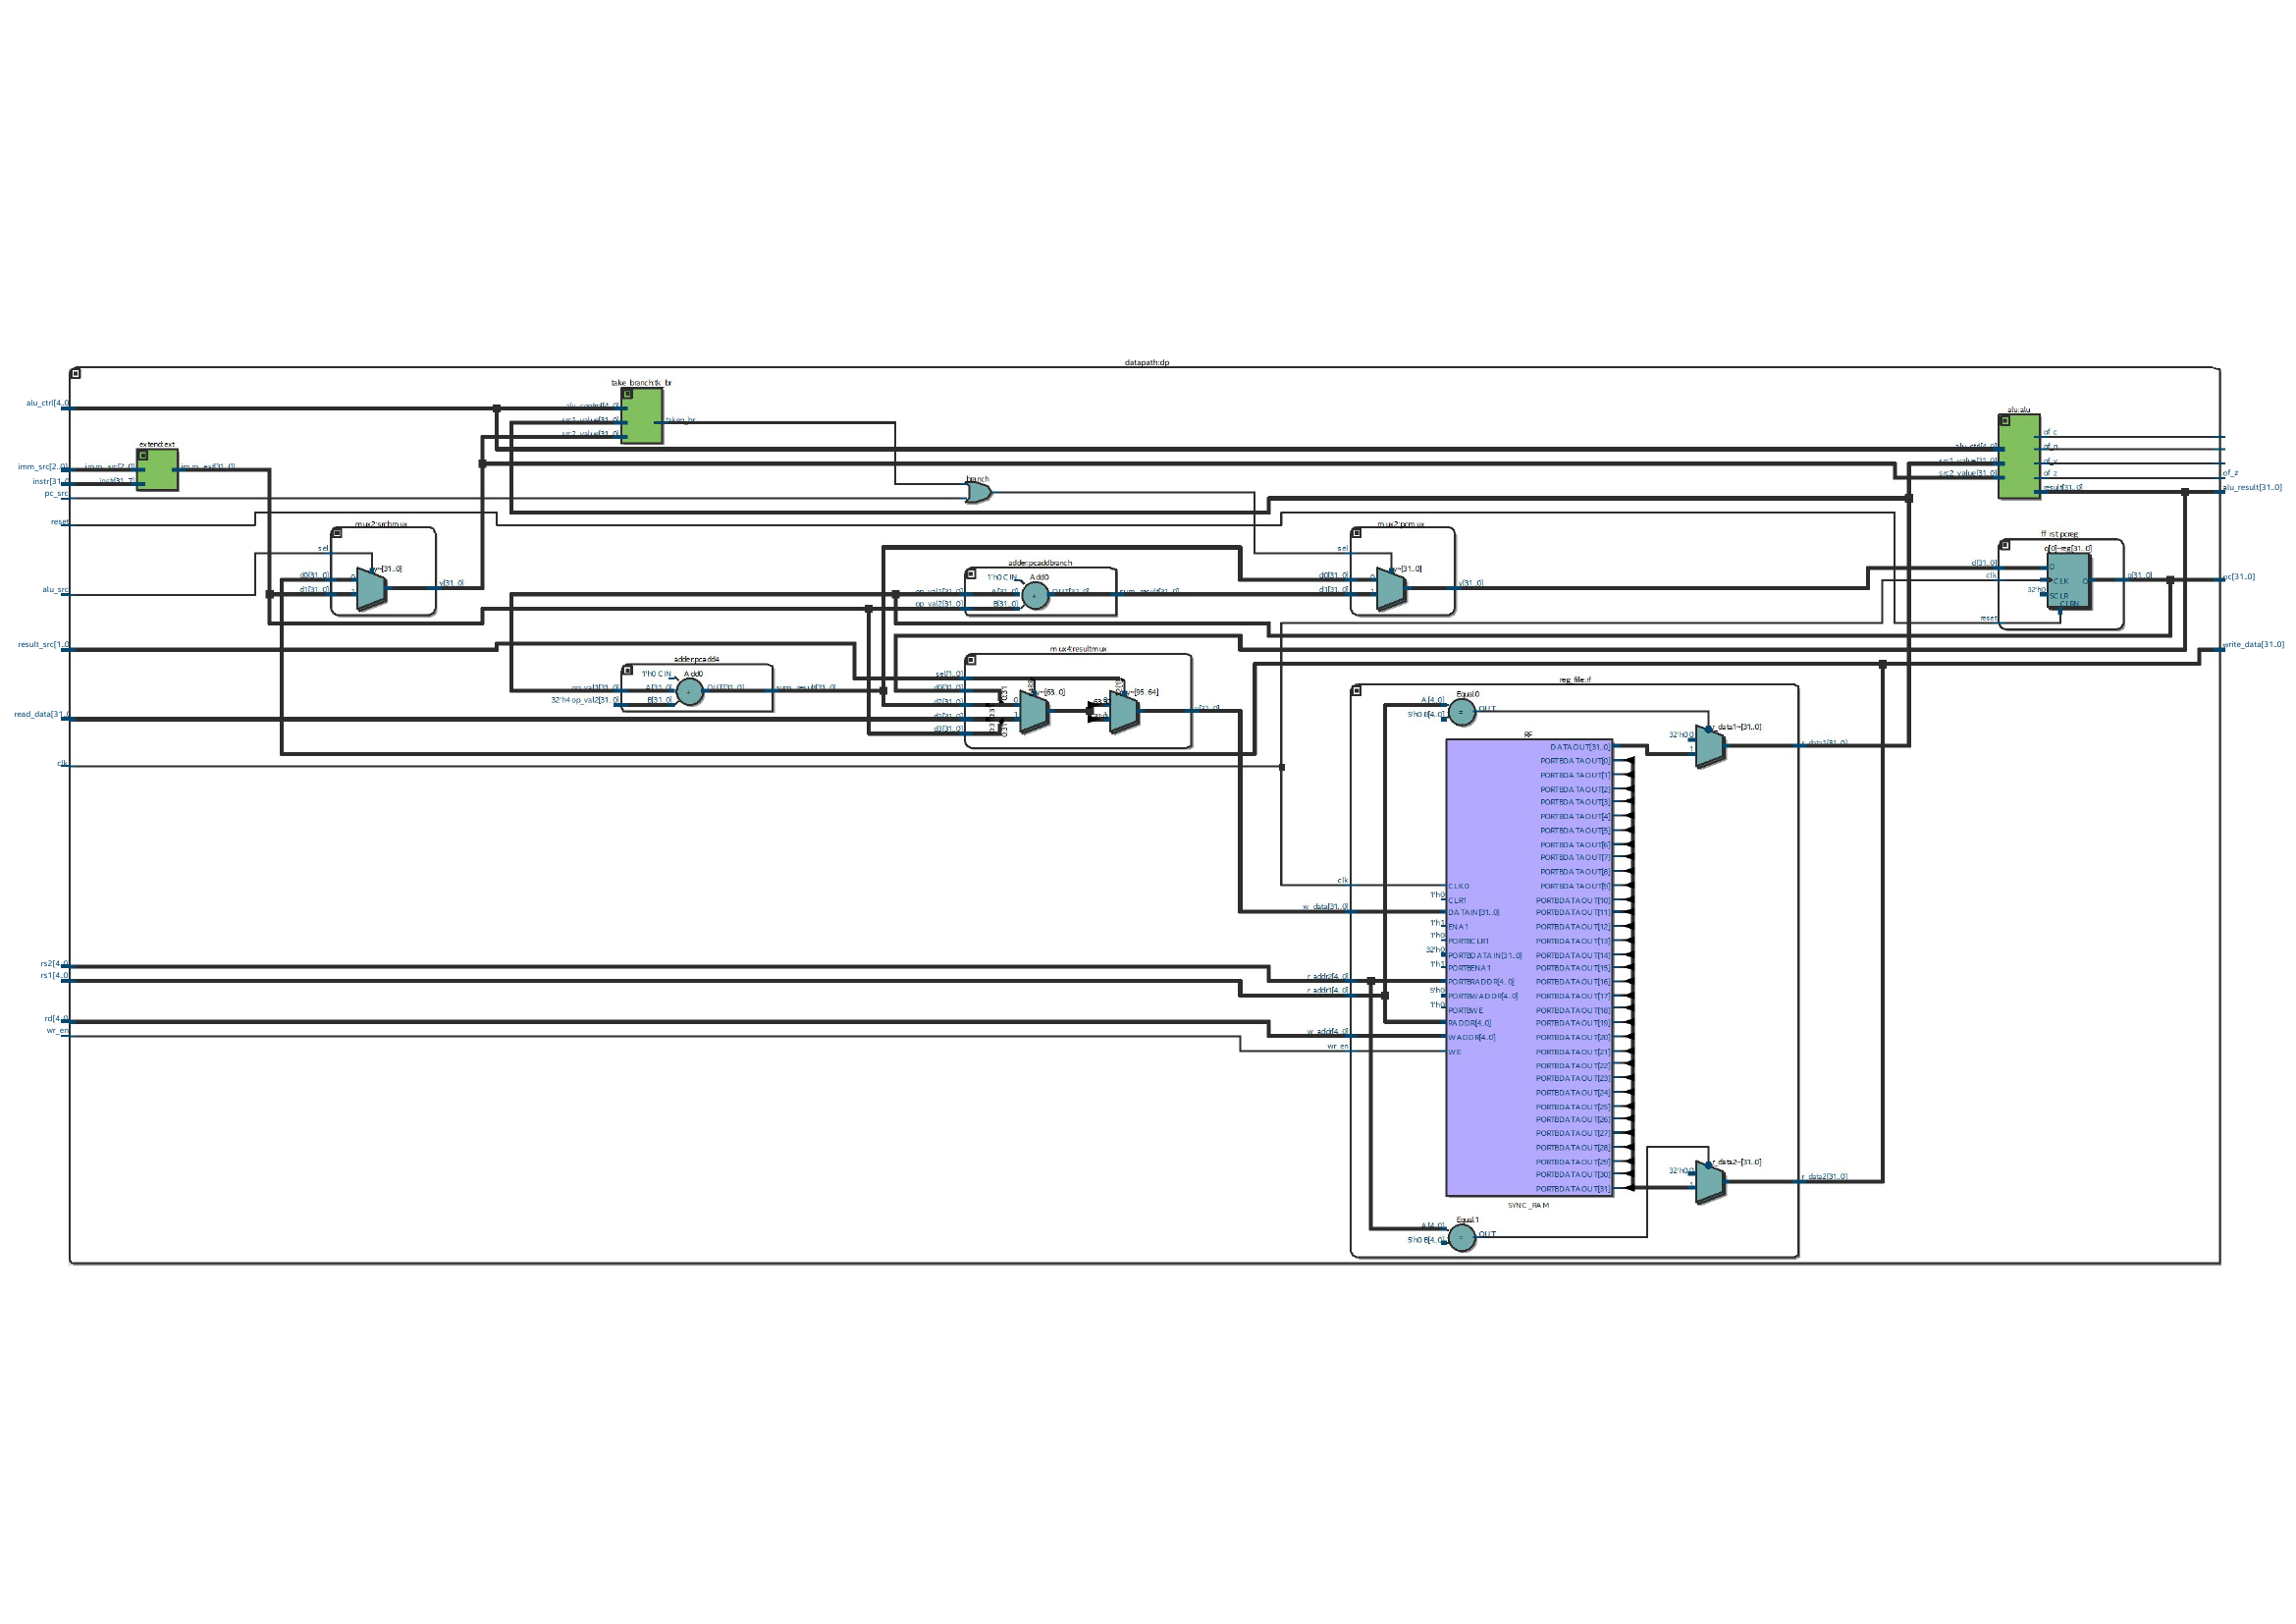 datapath:dp
alu_ctrl[4..0]
imm_src[2..0]
instr[31..0]
pc_src
reset
alu_src
result_src[1..0]
read_data[31..0]
clk
rs2[4..0]
rs1[4..0]
rd[4..0]
wr_en
extend:ext
imm_src[2..0]
instr[31..7]
imm_ext[31..0]
mux2:srcbmux
sel
d0[31..0]
d1[31..0]
0
1
y~[31..0]
y[31..0]
take_branch:tk_br
alu_control[4..0]
src1_value[31..0]
src2_value[31..0]
taken_br
adder:pcadd4
1'h0 CIN
Add0
op_val1[31..0]
A[31..0]
OUT[31..0]
sum_result[31..0]
32'h4 op_val2[31..0]
B[31..0]
+
branch
adder:pcaddbranch
1'h0 CIN
Add0
op_val1[31..0]
A[31..0]
OUT[31..0]
sum_result[31..0]
op_val2[31..0]
B[31..0]
+
mux4:resultmux
sel[1..0]
d0[31..0]
d2[31..0]
d1[31..0]
d3[31..0]
0
1
y~[63..0]
y~[95..64]
y[31..0]
mux2:pcmux
sel
d0[31..0]
d1[31..0]
y~[31..0]
y[31..0]
reg_file:rf
A[4..0]
5'h0 B[4..0]
Equal0
=
OUT
32'h0 0
1
r_data1~[31..0]
r_data1[31..0]
RF
DATAOUT[31..0]
PORTBDATAOUT[0]
PORTBDATAOUT[1]
PORTBDATAOUT[2]
PORTBDATAOUT[3]
PORTBDATAOUT[4]
PORTBDATAOUT[5]
PORTBDATAOUT[6]
PORTBDATAOUT[7]
PORTBDATAOUT[8]
PORTBDATAOUT[9]
PORTBDATAOUT[10]
PORTBDATAOUT[11]
PORTBDATAOUT[12]
PORTBDATAOUT[13]
PORTBDATAOUT[14]
PORTBDATAOUT[15]
PORTBDATAOUT[16]
PORTBDATAOUT[17]
PORTBDATAOUT[18]
PORTBDATAOUT[19]
PORTBDATAOUT[20]
PORTBDATAOUT[21]
PORTBDATAOUT[22]
PORTBDATAOUT[23]
PORTBDATAOUT[24]
PORTBDATAOUT[25]
PORTBDATAOUT[26]
PORTBDATAOUT[27]
PORTBDATAOUT[28]
PORTBDATAOUT[29]
PORTBDATAOUT[30]
PORTBDATAOUT[31]
clk
CLK0
1'h0
CLR1
w_data[31..0]
DATAIN[31..0]
1'h1
ENA1
1'h0
PORTBCLR1
32'h0
PORTBDATAIN[31..0]
1'h1
PORTBENA1
r_addr2[4..0]
PORTBRADDR[4..0]
r_addr1[4..0]
5'h0
PORTBWADDR[4..0]
1'h0
PORTBWE
RADDR[4..0]
w_addr[4..0]
WADDR[4..0]
wr_en
WE
SYNC_RAM
32'h0 0
1
r_data2~[31..0]
r_data2[31..0]
A[4..0]
5'h0 B[4..0]
Equal1
=
OUT
alu:alu
alu_ctrl[4..0]
src1_value[31..0]
src2_value[31..0]
of_c
of_n
of_v
of_z
result[31..0]
ff_rst:pcreg
q[0]~reg[31..0]
d[31..0]
D
clk
CLK
Q
q[31..0]
32'h0
SCLR
CLRN
reset
of_z
alu_result[31..0]
pc[31..0]
write_data[31..0]